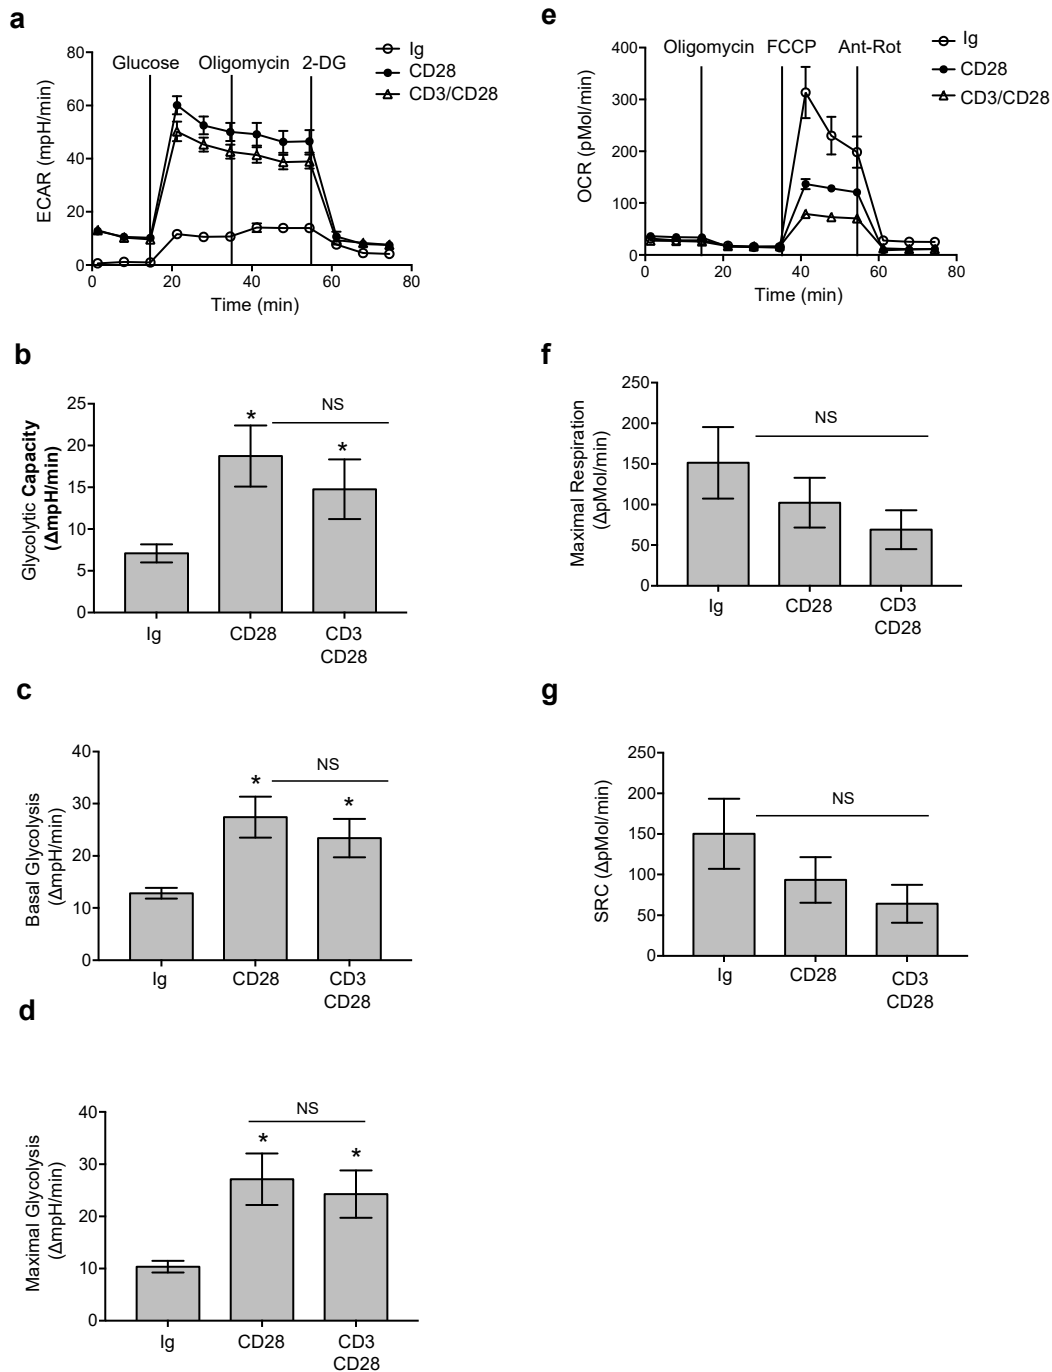 a
ECAR (mpH/min)
80
60
40
20
0
Glucose Oligomycin 2-DG
Ig
CD28
CD3/CD28
0 20 40 60 80
Time (min)
e
OCR (pMol/min)
400
300
200
100
0
Oligomycin FCCP Ant-Rot
Ig
CD28
CD3/CD28
0 20 40 60 80
Time (min)
b
Glycolytic Capacity
(ΔmpH/min)
25
20
15
10
5
0
NS
*
*
Ig CD28 CD3
CD28
f
Maximal Respiration
(ΔpMol/min)
250
200
150
100
50
0
NS
Ig CD28 CD3
CD28
c
Basal Glycolysis
(ΔmpH/min)
40
30
20
10
0
NS
*
*
Ig CD28 CD3
CD28
g
SRC (ΔpMol/min)
250
200
150
100
50
0
NS
Ig CD28 CD3
CD28
d
Maximal Glycolysis
(ΔmpH/min)
40
30
20
10
0
NS
*
*
Ig CD28 CD3
CD28